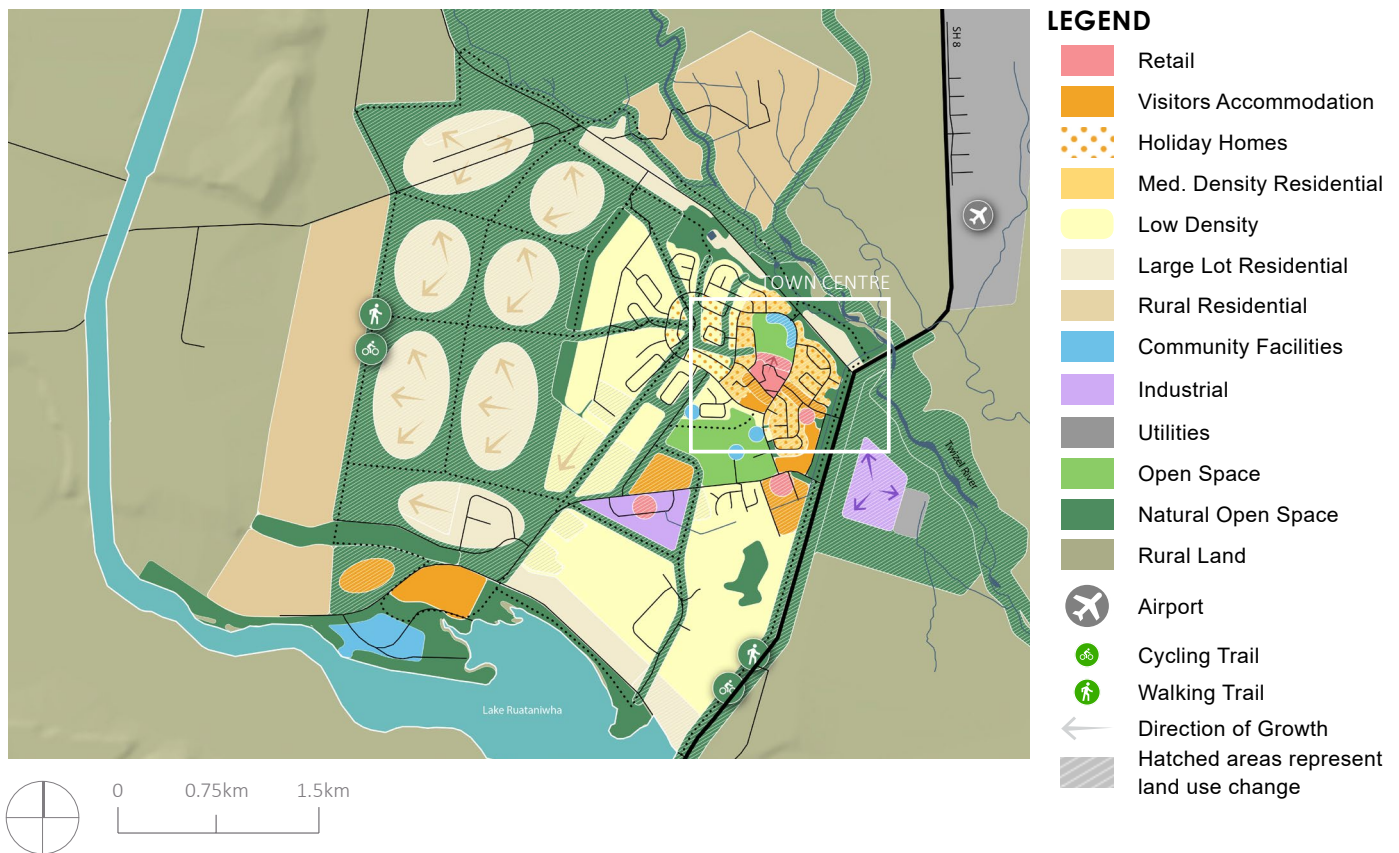 SH 8
TOWN CENTRE
Twizel River
Lake Ruataniwha
0 0.75km 1.5km
LEGEND
Retail
Visitors Accommodation
Holiday Homes
Med. Density Residential
Low Density
Large Lot Residential
Rural Residential
Community Facilities
Industrial
Utilities
Open Space
Natural Open Space
Rural Land
Airport
Cycling Trail
Walking Trail
Direction of Growth
Hatched areas represent
land use change